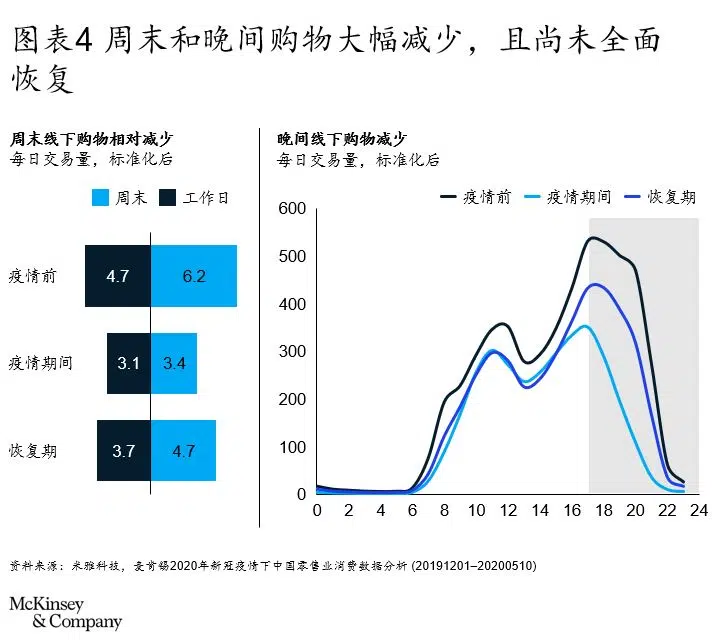 图表4 周末和晚间购物大幅减少，且尚未全面
恢复
周末线下购物相对减少
每日交易量，标准化后
周末 工作日
疫情前 4.7 6.2
疫情期间 3.1 3.4
恢复期 3.7 4.7
晚间线下购物减少
每日交易量，标准化后
疫情前 疫情期间 恢复期
600
500
400
300
200
100
0
0 2 4 6 8 10 12 14 16 18 20 22 24
资料来源：米雅科技，麦肯锡2020年新冠疫情下中国零售业消费数据分析 (20191201–20200510)
McKinsey
& Company